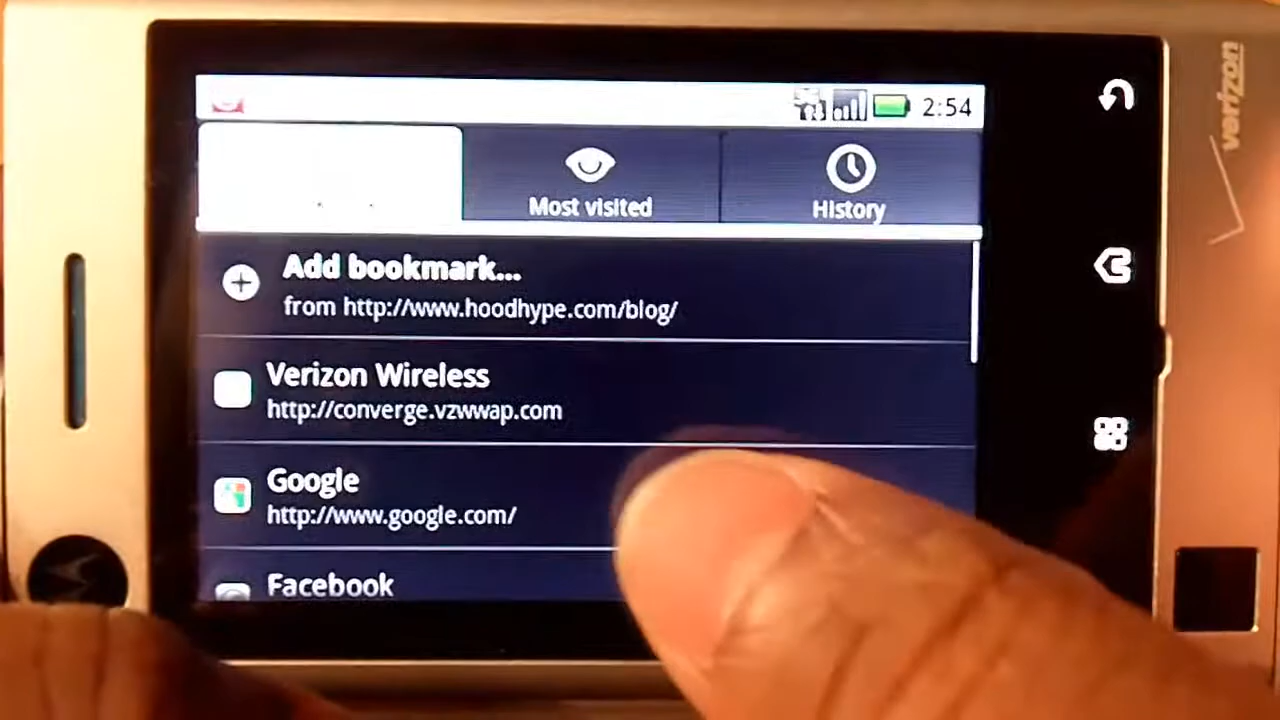 2:54
Most visited
History
Add bookmark...
from http://www.hoodhype.com/blog/
Verizon Wireless
http://converge.vzwwap.com
Google
http://www.google.com/
Facebook
verizon